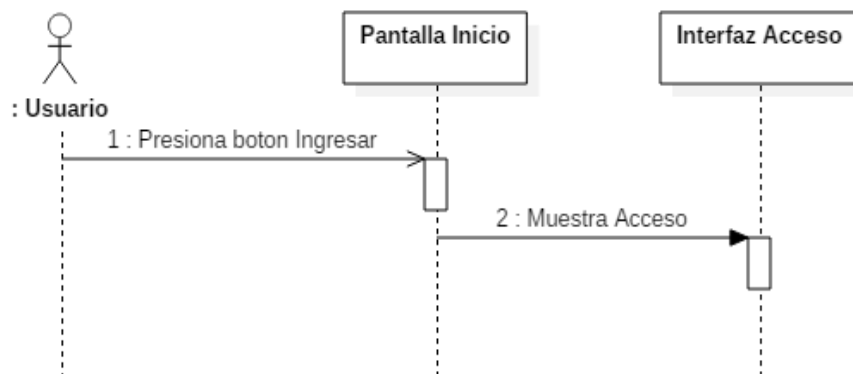 Pantalla Inicio
Interfaz Acceso
: Usuario
1 : Presiona boton Ingresar
2 : Muestra Acceso